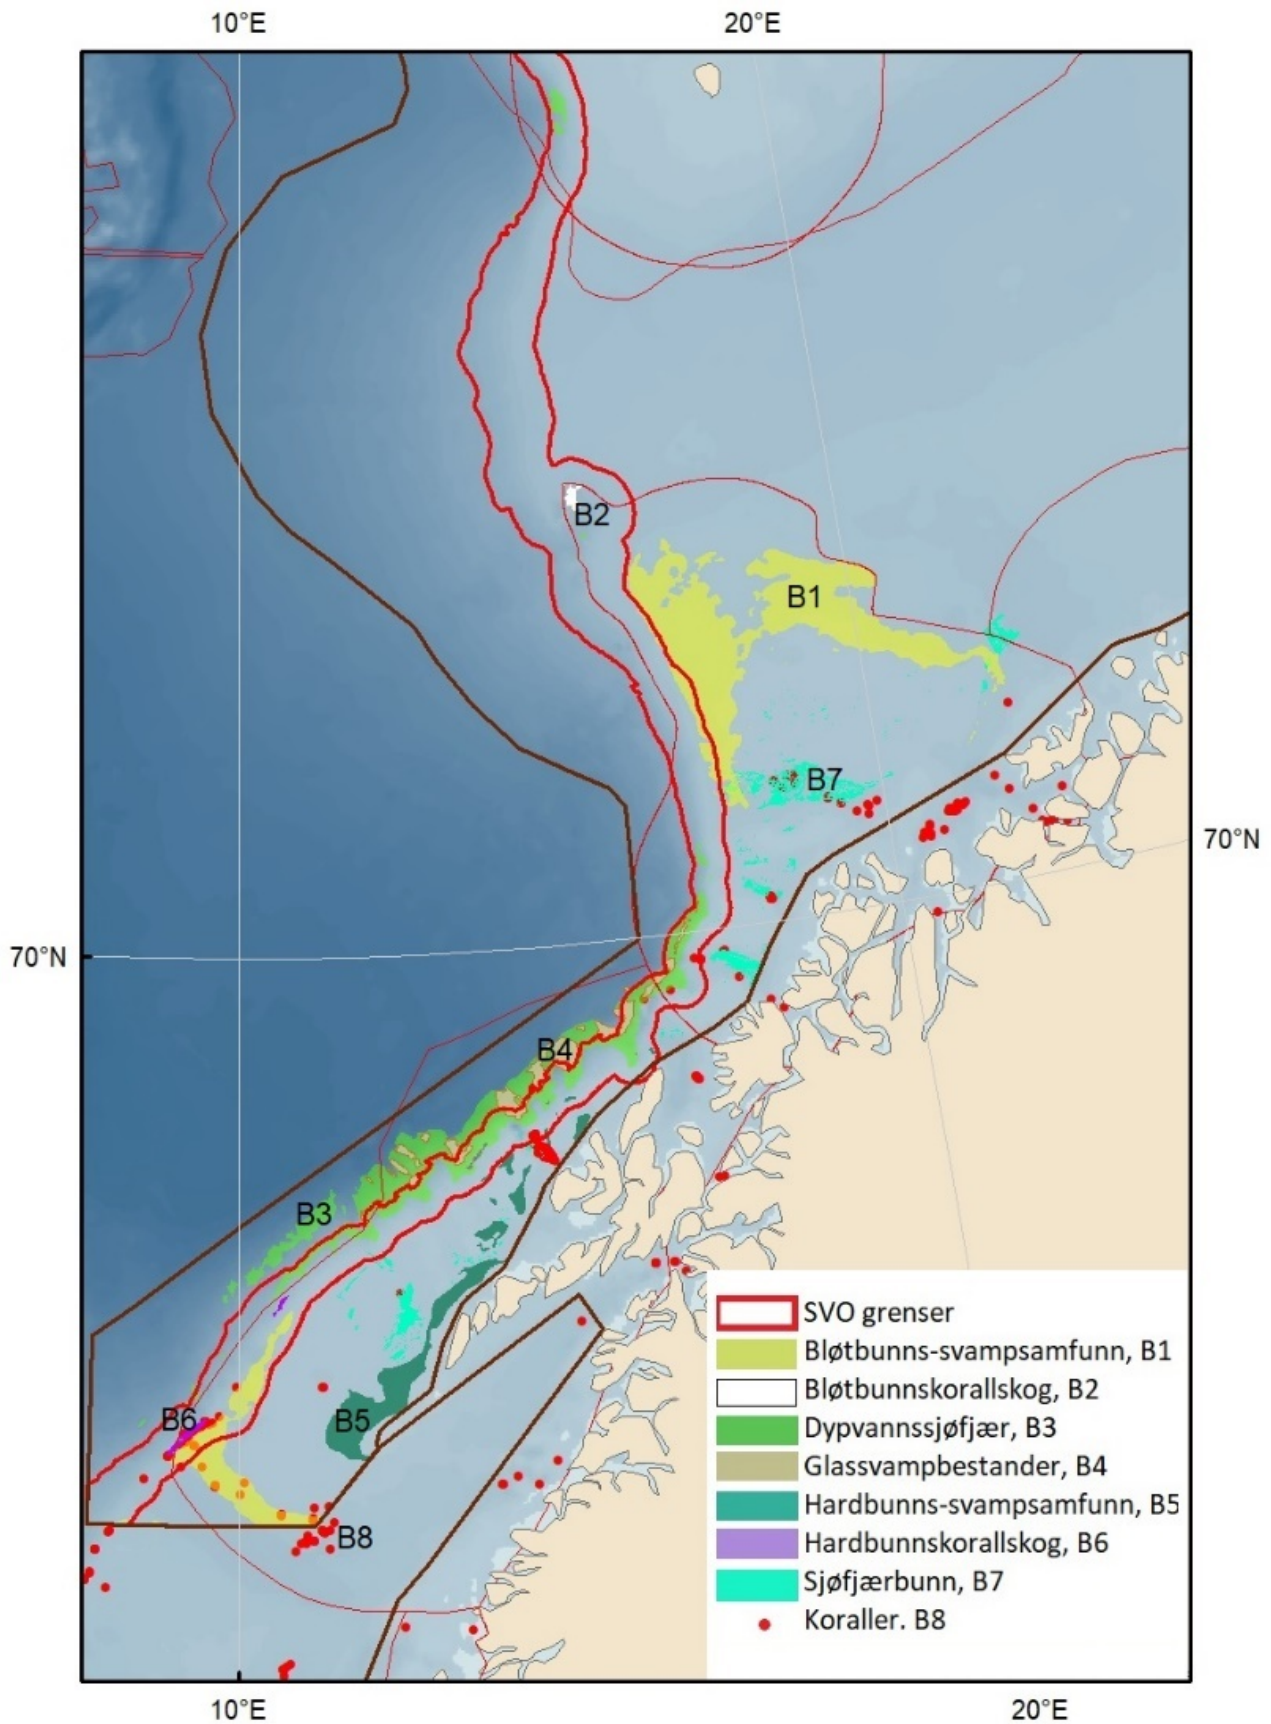 10°E
20°E
B2
B1
B7
70°N
70°N
B4
B3
B6
B5
B8
SVO grenser
Bløtbunns-svampsamfunn, B1
Bløtbunnskorallskog, B2
Dypvannssjøfjær, B3
Glassvampbestander, B4
Hardbunns-svampsamfunn, B5
Hardbunnskorallskog, B6
Sjøfjærbunn, B7
Koraller. B8
10°E
20°E